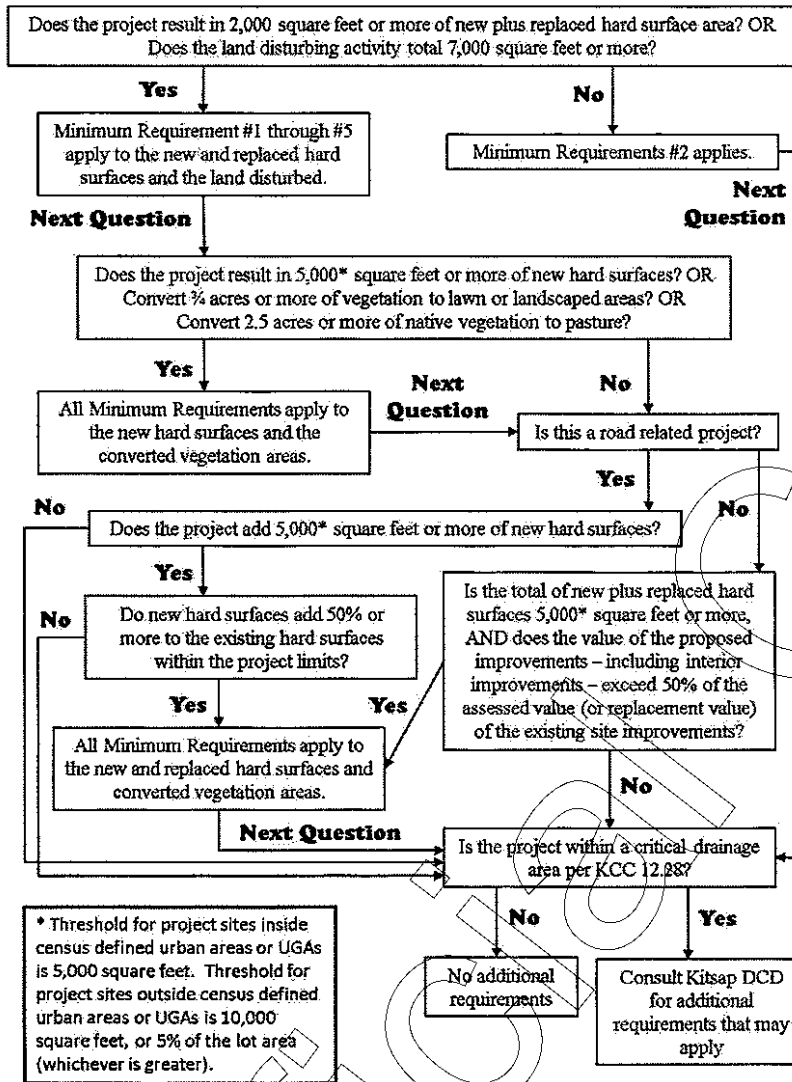 Does the project result in 2,000 square feet or more of new plus replaced hard surface area? OR
Does the land disturbing activity total 7,000 square feet or more?
Yes
No
Minimum Requirement #1 through #5
apply to the new and replaced hard
surfaces and the land disturbed.
Minimum Requirements #2 applies.
Next
Question
Next Question
Does the project result in 5,000* square feet or more of new hard surfaces? OR
Convert ¾ acres or more of vegetation to lawn or landscaped areas? OR
Convert 2.5 acres or more of native vegetation to pasture?
Yes
No
Next
Question
All Minimum Requirements apply to
the new hard surfaces and the
converted vegetation areas.
Is this a road related project?
Yes
No
No
Does the project add 5,000* square feet or more of new hard surfaces?
Yes
No
Do new hard surfaces add 50% or
more to the existing hard surfaces
within the project limits?
Is the total of new plus replaced hard
surfaces 5,000* square feet or more,
AND does the value of the proposed
improvements – including interior
improvements – exceed 50% of the
assessed value (or replacement value)
of the existing site improvements?
Yes
Yes
All Minimum Requirements apply to
the new and replaced hard surfaces and
converted vegetation areas.
No
Next Question
Is the project within a critical drainage
area per KCC 12.28?
No
Yes
* Threshold for project sites inside
census defined urban areas or UGAs
is 5,000 square feet. Threshold for
project sites outside census defined
urban areas or UGAs is 10,000
square feet, or 5% of the lot area
(whichever is greater).
No additional
requirements
Consult Kitsap DCD
for additional
requirements that may
apply